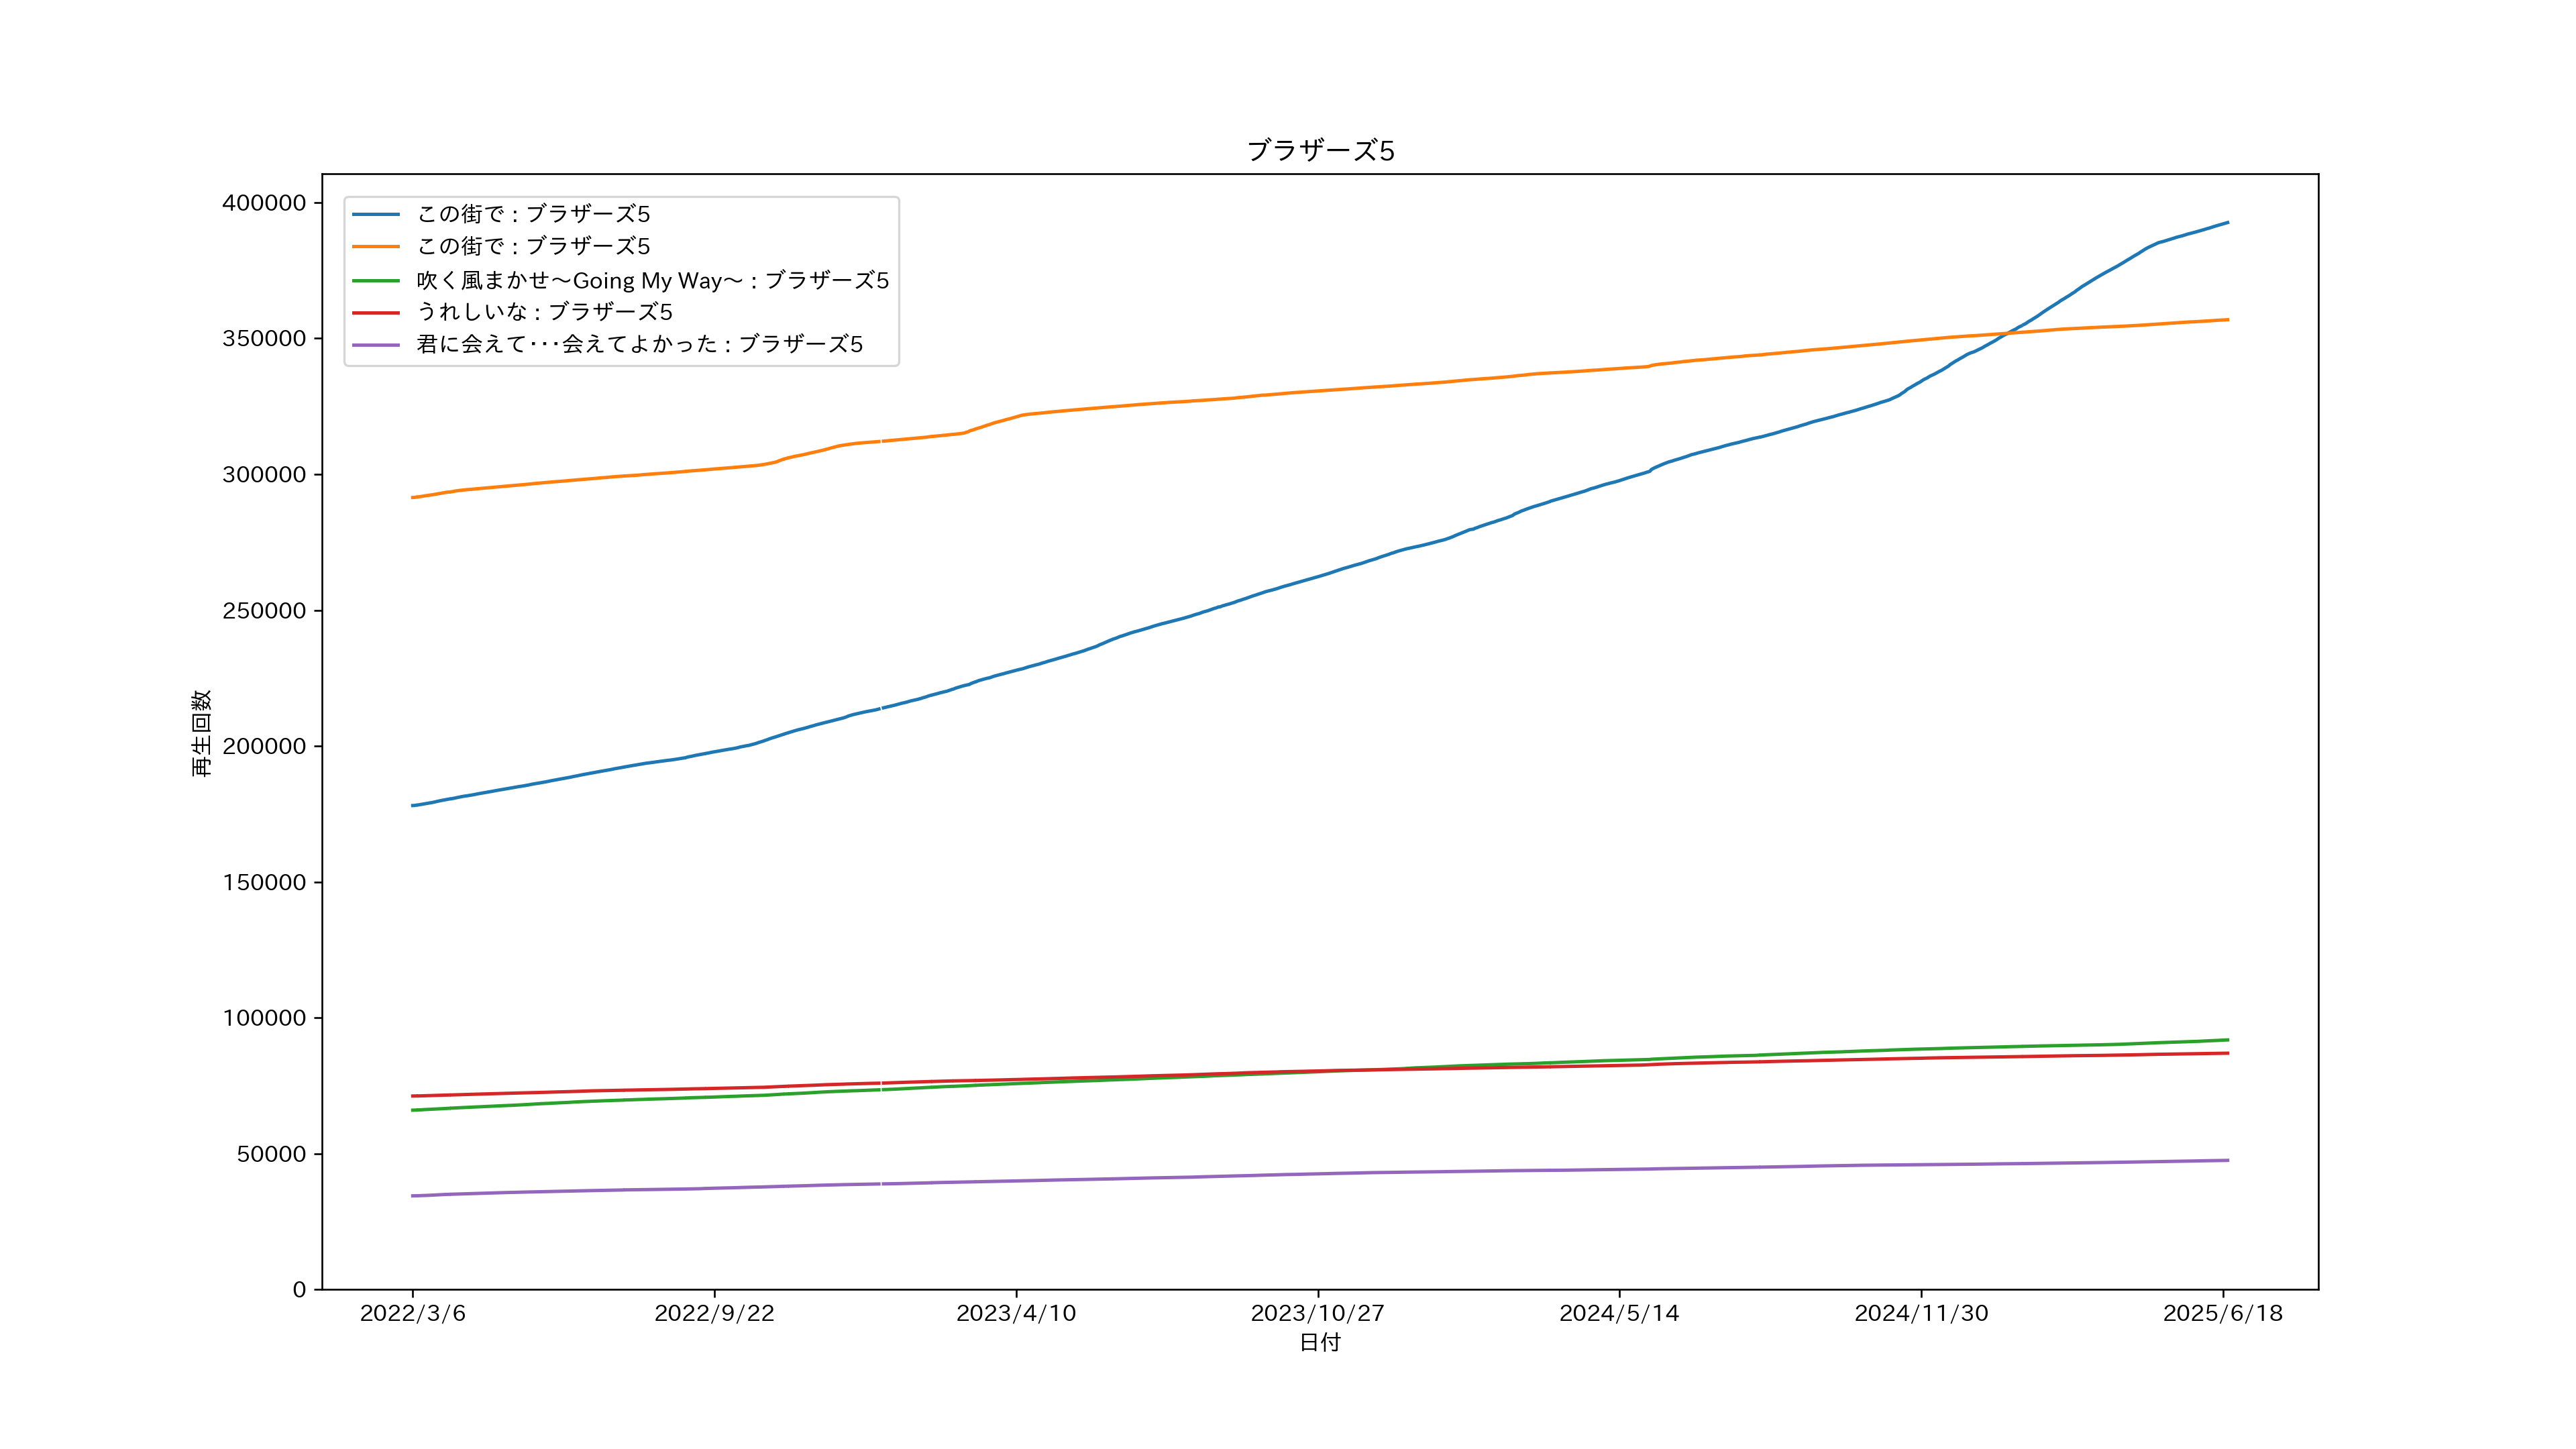 ブラザーズ5
この街で : ブラザーズ5
この街で : ブラザーズ5
吹く風まかせ～Going My Way～ : ブラザーズ5
うれしいな : ブラザーズ5
君に会えて･･･会えてよかった : ブラザーズ5
400000
350000
300000
250000
200000
150000
100000
50000
0
再生回数
2022/3/6
2022/9/22
2023/4/10
2023/10/27
2024/5/14
2024/11/30
2025/6/18
日付